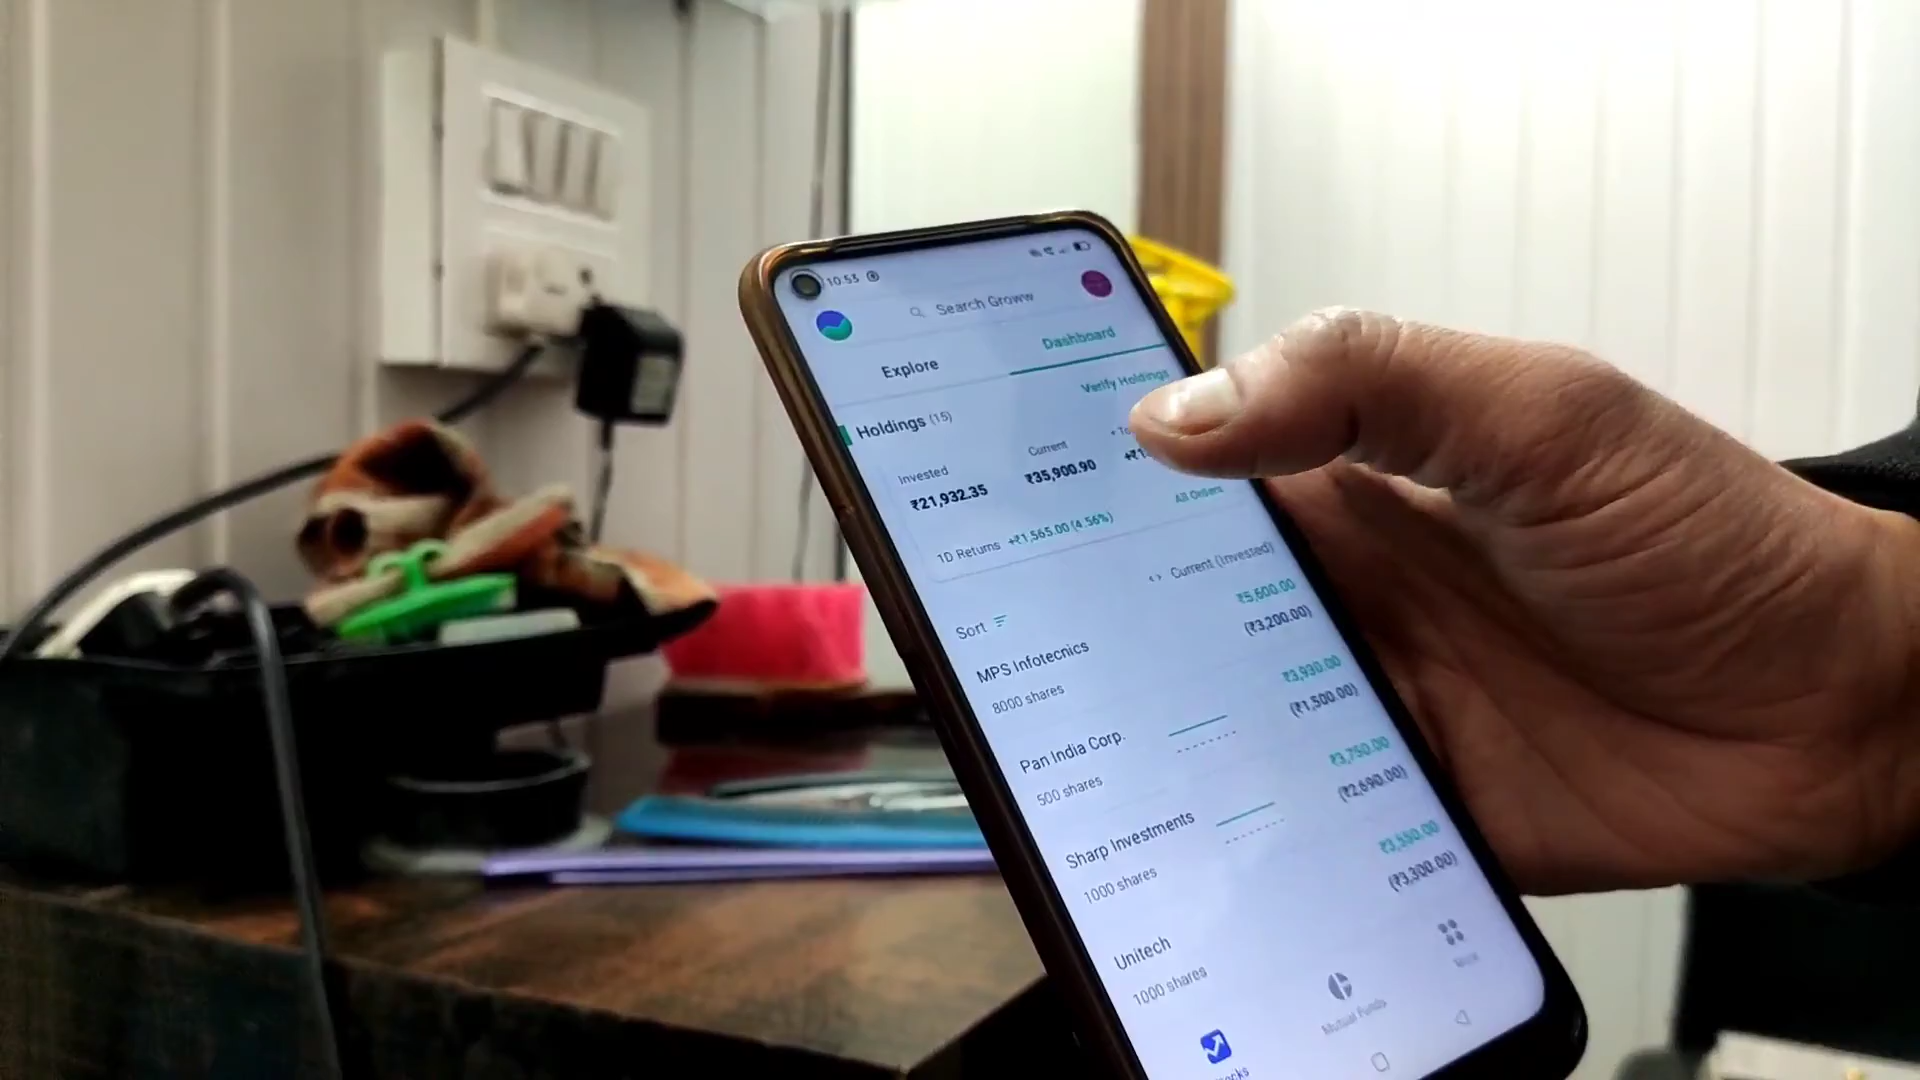 10:53
Search Groww
Explore
Dashboard
Verify Holdings
Holdings (15)
Invested
Current
₹21,932.35
₹35,900.90
1D Returns +₹1,565.00 (4.56%)
All Orders
Sort
Current (Invested)
MPS Infotecnics
₹5,600.00
8000 shares
(₹3,200.00)
Pan India Corp.
₹3,930.00
500 shares
(₹1,500.00)
Sharp Investments
₹3,750.00
1000 shares
(₹2,690.00)
Unitech
₹3,550.00
1000 shares
(₹3,300.00)
Mutual Funds
More